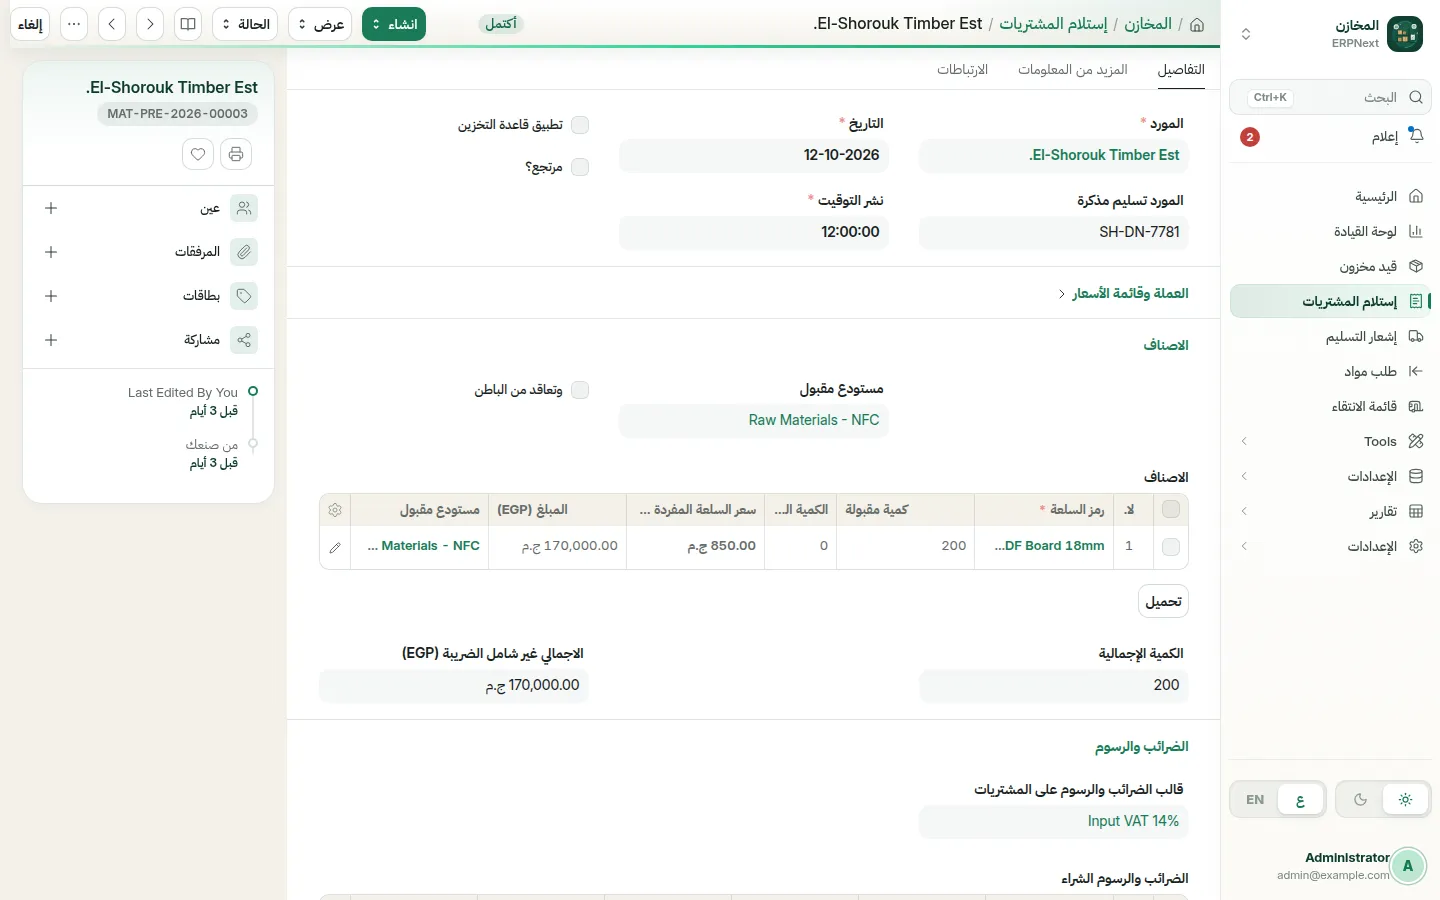 المخازن
ERPNext
البحث
Ctrl+K
إعلام
2
الرئيسية
لوحة القيادة
قيد مخزون
إستلام المشتريات
إشعار التسليم
طلب مواد
قائمة الانتقاء
Tools
الإعدادات
تقارير
الإعدادات
ع
EN
Administrator
admin@example.com
A
المخازن / إستلام المشتريات / El-Shorouk Timber Est.
أكتمل
انشاء
عرض
الحالة
إلغاء
التفاصيل
المزيد من المعلومات
الارتباطات
المورد *
El-Shorouk Timber Est.
المورد تسليم مذكرة
SH-DN-7781
التاريخ *
12-10-2026
نشر التوقيت *
12:00:00
تطبيق قاعدة التخزين
مرتجع؟
العملة وقائمة الأسعار
الاصناف
مستودع مقبول
Raw Materials - NFC
وتعاقد من الباطن
الاصناف
لا.
رمز السلعة *
كمية مقبولة
الكمية الـ...
سعر السلعة المفردة ...
المبلغ (EGP)
مستودع مقبول
1
DF Board 18mm...
200
0
850.00 ج.م
170,000.00 ج.م
Materials - NFC ...
تحميل
الكمية الإجمالية
200
الاجمالي غير شامل الضريبة (EGP)
170,000.00 ج.م
الضرائب والرسوم
قالب الضرائب والرسوم على المشتريات
Input VAT 14%
الضرائب والرسوم الشراء
El-Shorouk Timber Est.
MAT-PRE-2026-00003
عين
المرفقات
بطاقات
مشاركة
Last Edited By You
قبل 3 أيام
من صنعك
قبل 3 أيام